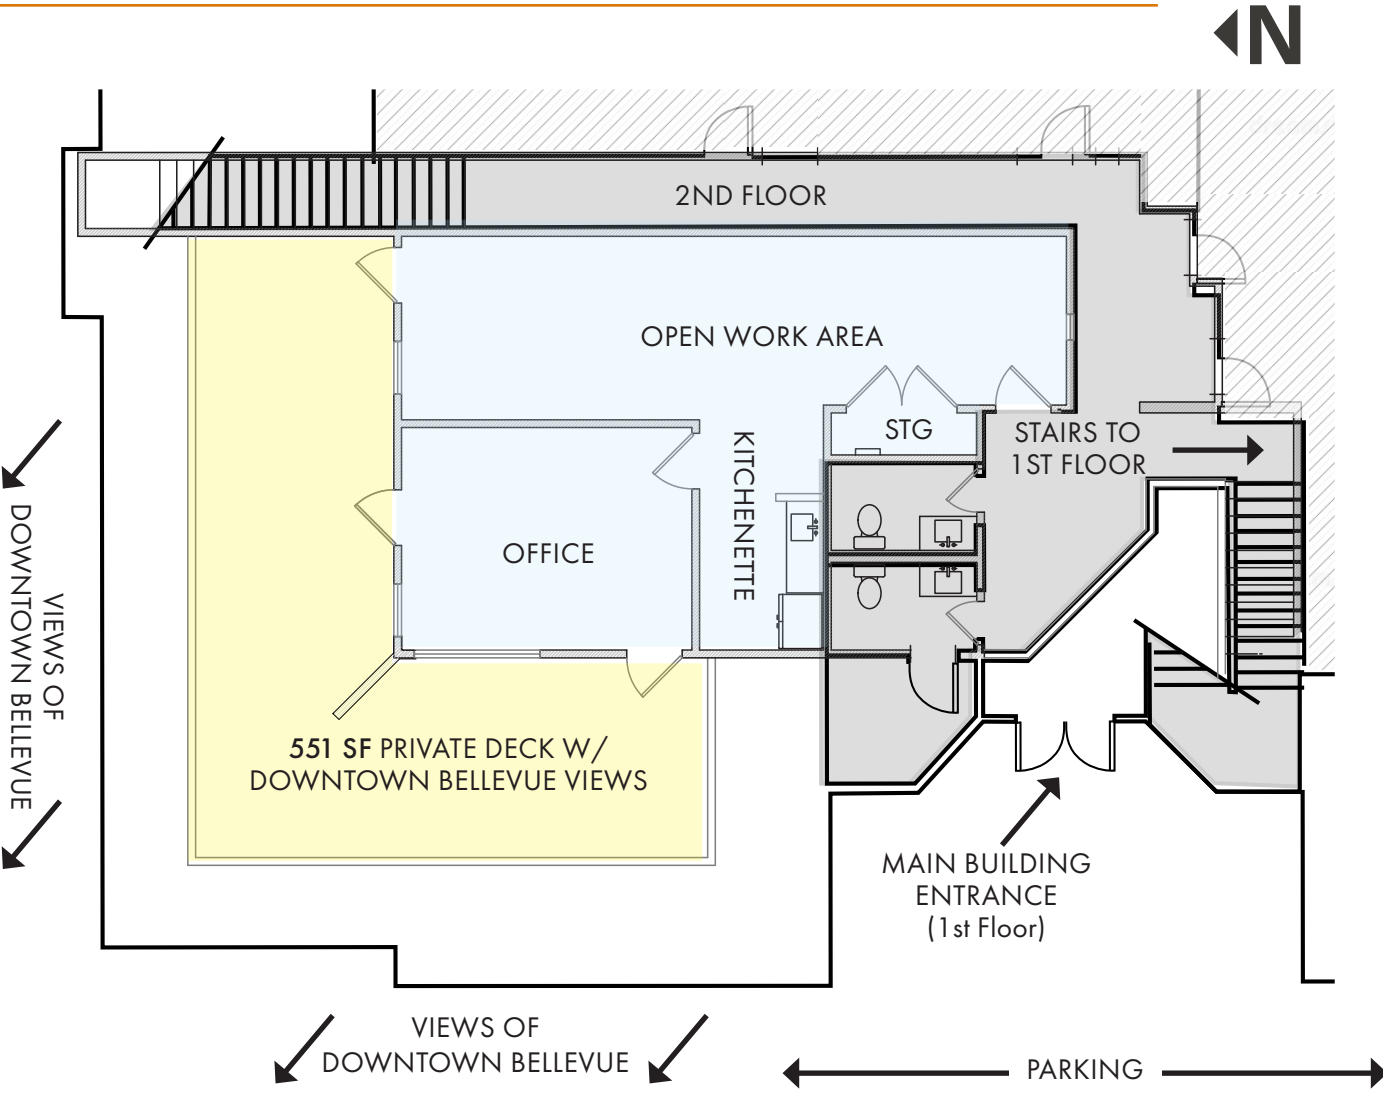 N
2ND FLOOR
OPEN WORK AREA
STG
STAIRS TO
1ST FLOOR
KITCHENETTE
OFFICE
VIEWS OF
DOWNTOWN BELLEVUE
551 SF PRIVATE DECK W/
DOWNTOWN BELLEVUE VIEWS
MAIN BUILDING
ENTRANCE
(1st Floor)
VIEWS OF
DOWNTOWN BELLEVUE
PARKING